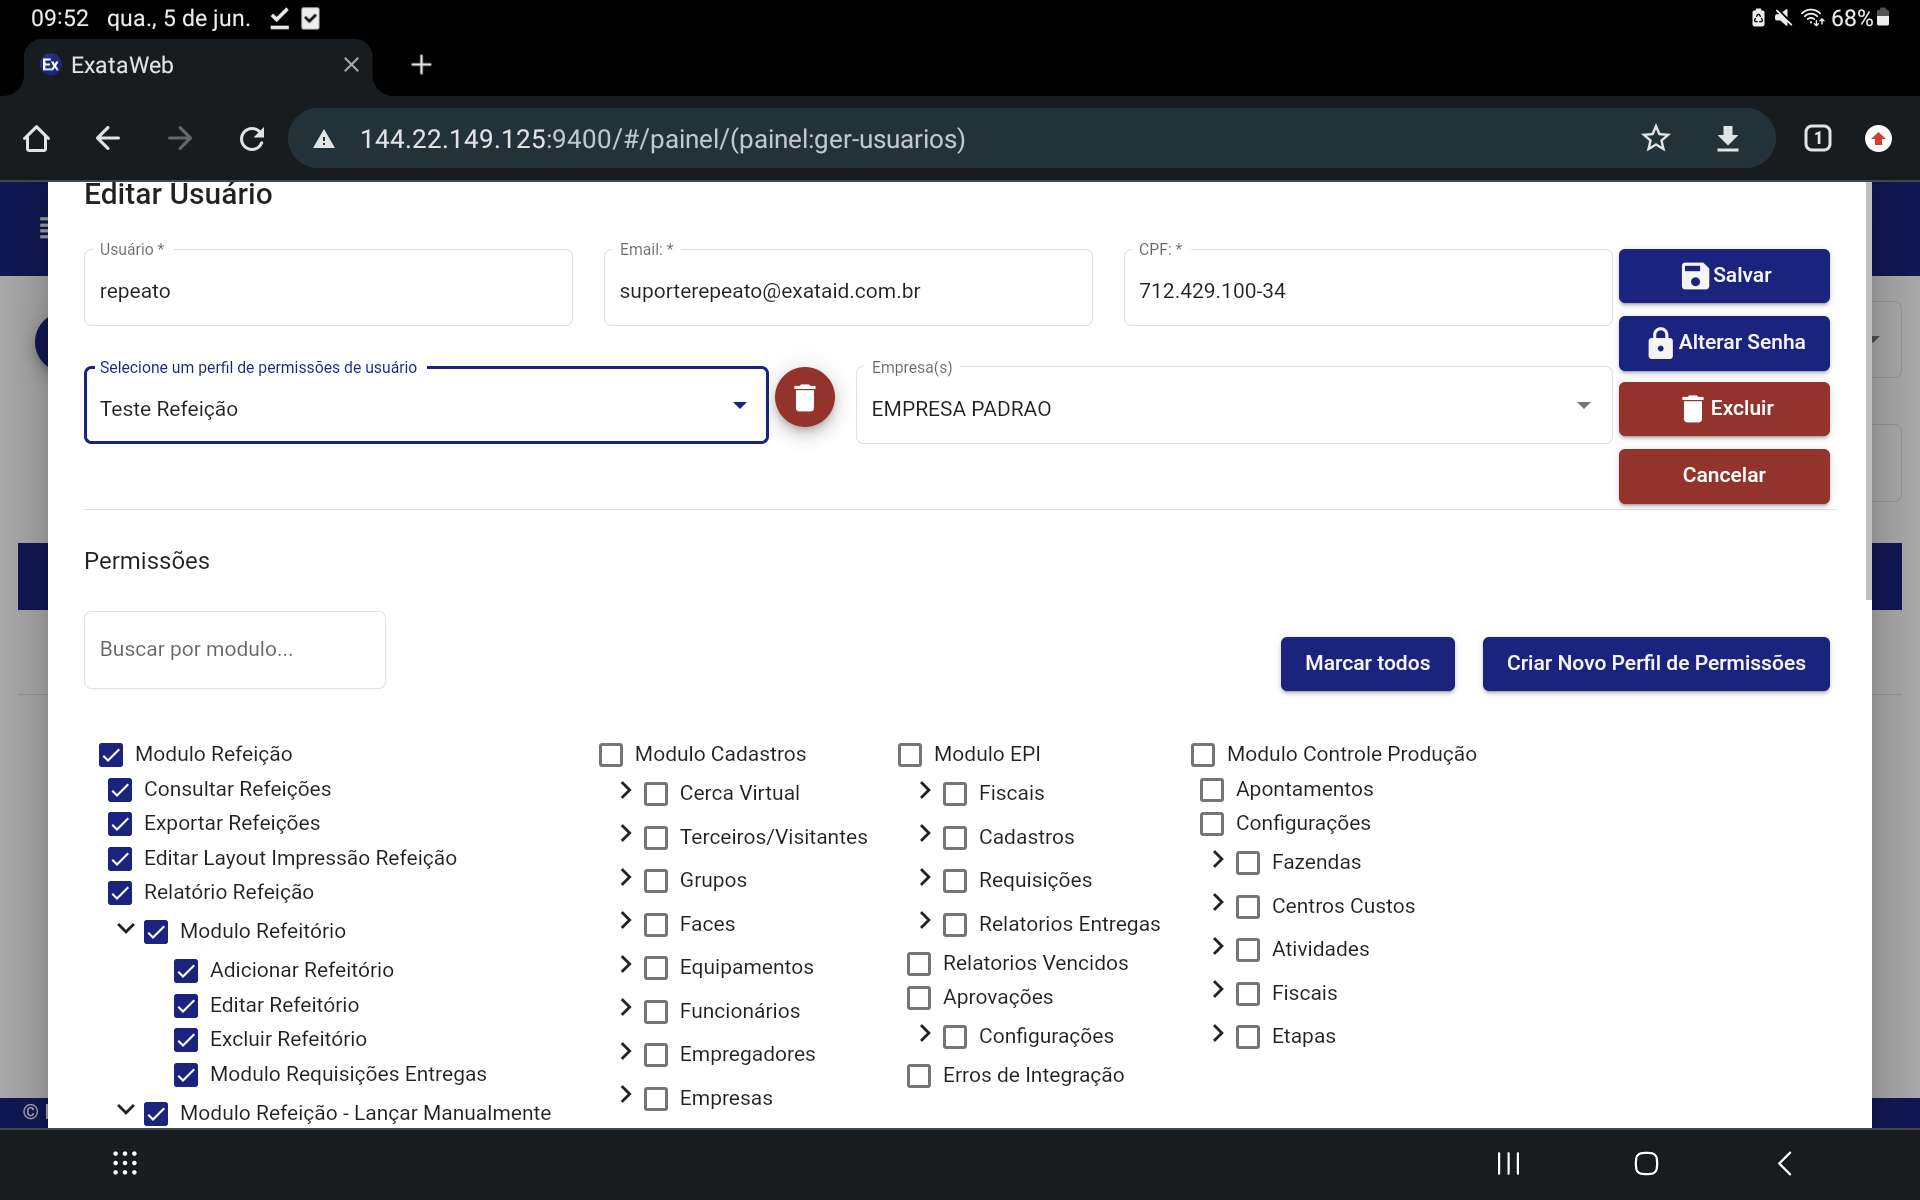 09:52 qua., 5 de jun. 68%
Ex ExataWeb
144.22.149.125:9400/#/painel/(painel:ger-usuarios) 1
Editar Usuário
Usuário * Email: * CPF: *
repeato suporterepeato@exataid.com.br 712.429.100-34 Salvar
Alterar Senha
Selecione um perfil de permissões de usuário Empresa(s)
Teste Refeição EMPRESA PADRAO Excluir
Cancelar
Permissões
Buscar por modulo... Marcar todos Criar Novo Perfil de Permissões
Modulo Refeição
Consultar Refeições
Exportar Refeições
Editar Layout Impressão Refeição
Relatório Refeição
Modulo Refeitório
Adicionar Refeitório
Editar Refeitório
Excluir Refeitório
Modulo Requisições Entregas
Modulo Refeição - Lançar Manualmente
Modulo Cadastros
Cerca Virtual
Terceiros/Visitantes
Grupos
Faces
Equipamentos
Funcionários
Empregadores
Empresas
Modulo EPI
Fiscais
Cadastros
Requisições
Relatorios Entregas
Relatorios Vencidos
Aprovações
Configurações
Erros de Integração
Modulo Controle Produção
Apontamentos
Configurações
Fazendas
Centros Custos
Atividades
Fiscais
Etapas
©